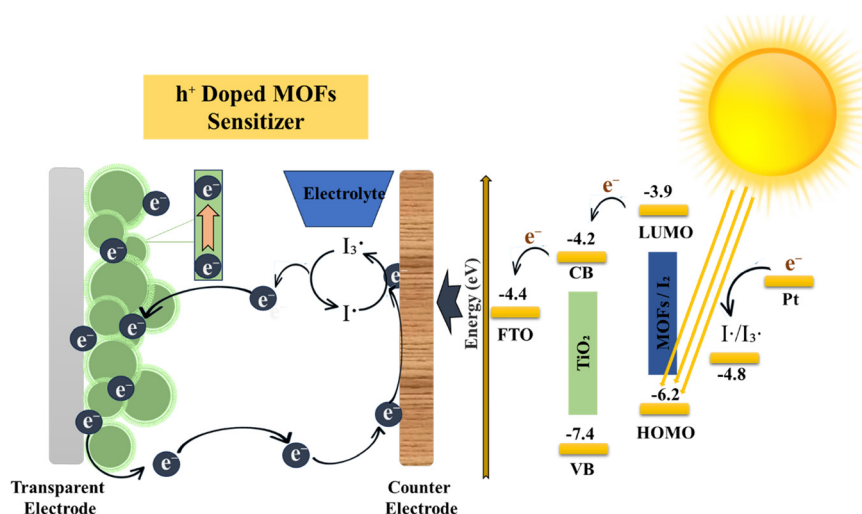 h⁺ Doped MOFs
Sensitizer
e⁻
e⁻
e⁻
e⁻
e⁻
e⁻
e⁻
e⁻
e⁻
e⁻
e⁻
e⁻
e⁻
e⁻
Electrolyte
I₃·
I·
Transparent
Electrode
Counter
Electrode
Energy (eV)
-4.4
FTO
e⁻
e⁻
-4.2
CB
TiO₂
-7.4
VB
-3.9
LUMO
MOFs / I₂
-6.2
HOMO
e⁻
Pt
I·/I₃·
-4.8